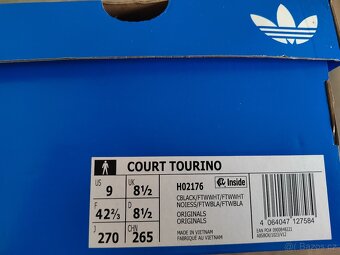 COURT TOURINO
US 9 UK 8½
F 42⅔ D 8½
J 270 CHN 265
H02176 Inside
CBLACK/FTWWHT/FTWWHT
NOIESS/FTWBLA/FTWBLA
ORIGINALS
ORIGINALS
MADE IN VIETNAM
FABRIQUE AU VIETNAM
4 064047 127584